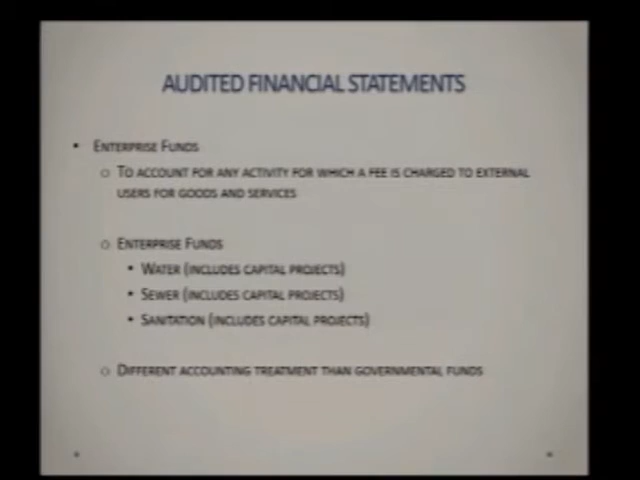 AUDITED FINANCIAL STATEMENTS
• ENTERPRISE FUNDS
o TO ACCOUNT FOR ANY ACTIVITY FOR WHICH A FEE IS CHARGED TO EXTERNAL
USERS FOR GOODS AND SERVICES
o ENTERPRISE FUNDS
• WATER (INCLUDES CAPITAL PROJECTS)
• SEWER (INCLUDES CAPITAL PROJECTS)
• SANITATION (INCLUDES CAPITAL PROJECTS)
o DIFFERENT ACCOUNTING TREATMENT THAN GOVERNMENTAL FUNDS